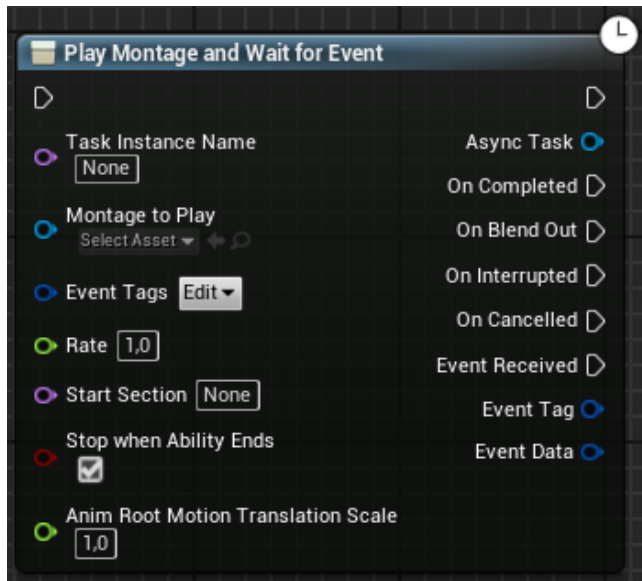 Play Montage and Wait for Event
Task Instance Name
None
Async Task
On Completed
Montage to Play
Select Asset
On Blend Out
On Interrupted
Event Tags Edit
On Cancelled
Rate 1,0
Event Received
Start Section None
Event Tag
Stop when Ability Ends
Event Data
Anim Root Motion Translation Scale
1,0